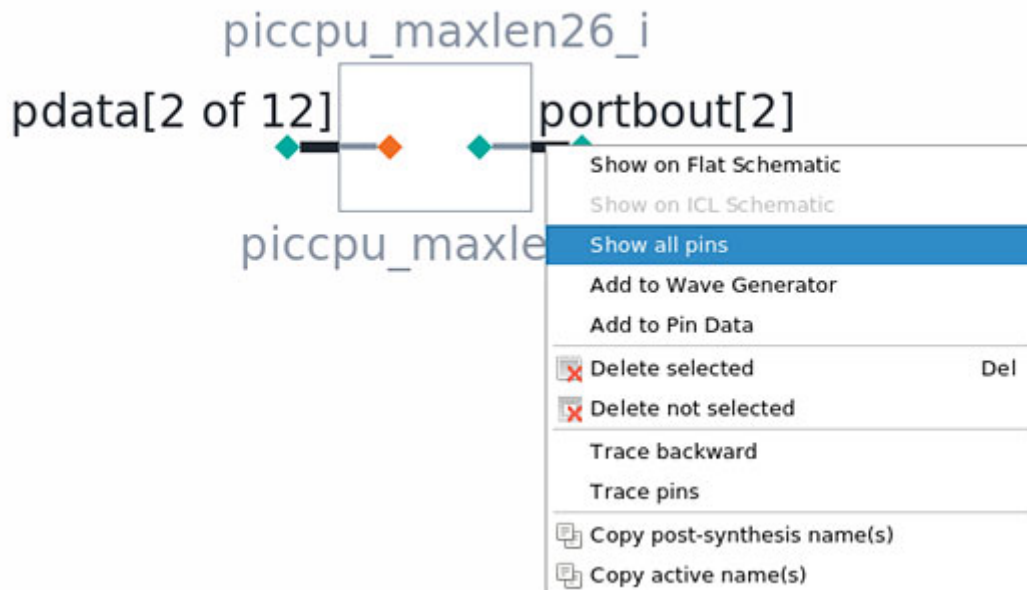 piccpu_maxlen26_i
pdata[2 of 12]
portbout[2]
piccpu_maxle
Show on Flat Schematic
Show on ICL Schematic
Show all pins
Add to Wave Generator
Add to Pin Data
Delete selected Del
Delete not selected
Trace backward
Trace pins
Copy post-synthesis name(s)
Copy active name(s)